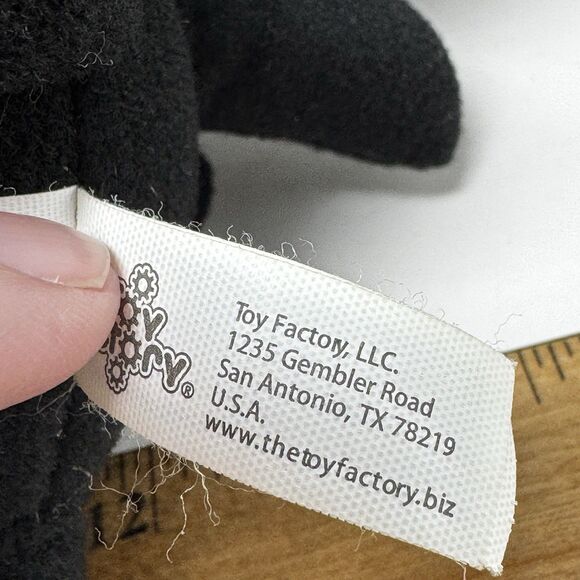 Toy Factory, LLC.
1235 Gembler Road
San Antonio, TX 78219
U.S.A.
www.thetoyfactory.biz
®